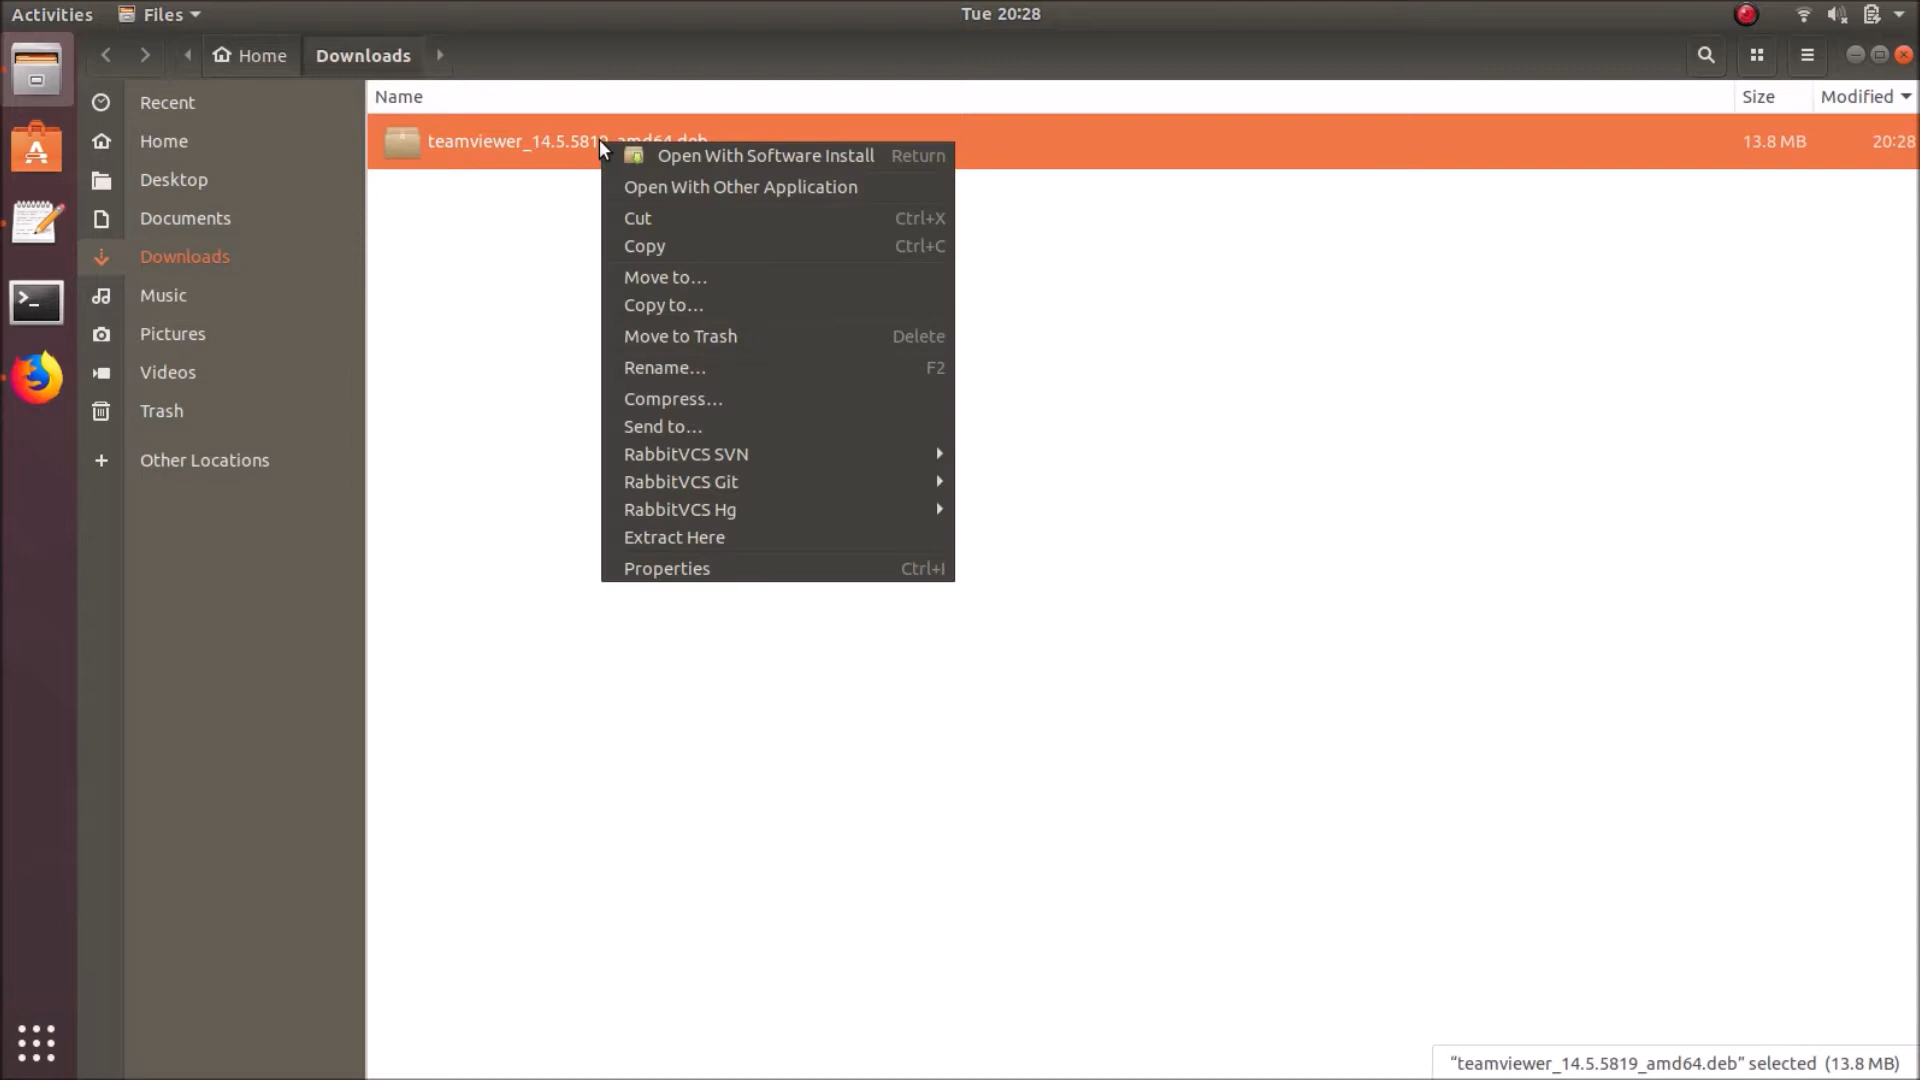 Activities Files Tue 20:28
Home Downloads
Name Size Modified
Recent
Home
Desktop
Documents
Downloads
Music
Pictures
Videos
Trash
Other Locations
teamviewer_14.5.5819_amd64.deb 13.8 MB 20:28
Open With Software Install Return
Open With Other Application
Cut Ctrl+X
Copy Ctrl+C
Move to…
Copy to…
Move to Trash Delete
Rename… F2
Compress…
Send to…
RabbitVCS SVN
RabbitVCS Git
RabbitVCS Hg
Extract Here
Properties Ctrl+I
“teamviewer_14.5.5819_amd64.deb” selected (13.8 MB)